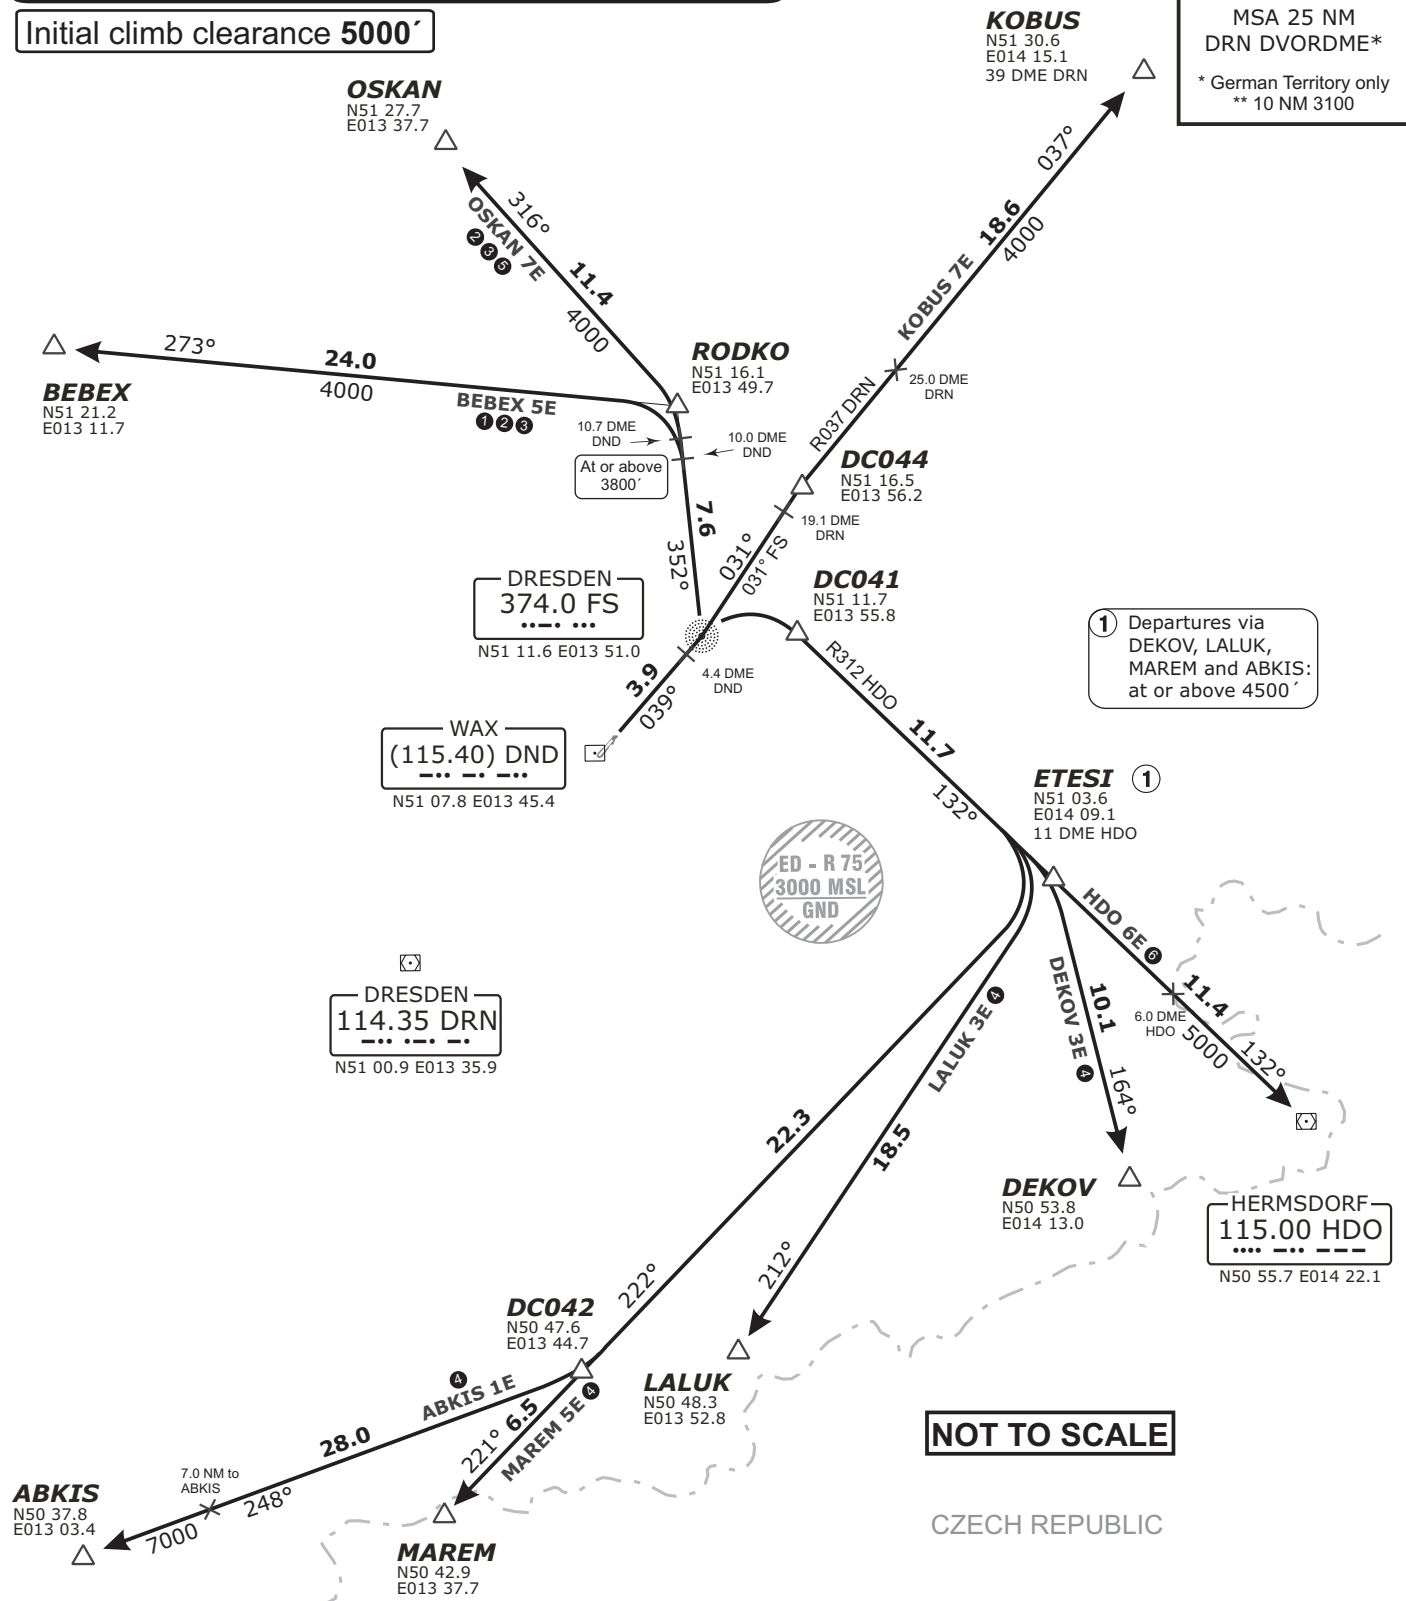 Initial climb clearance 5000´
KOBUS
N51 30.6
E014 15.1
39 DME DRN
MSA 25 NM
DRN DVORDME*
* German Territory only
** 10 NM 3100
OSKAN
N51 27.7
E013 37.7
037°
18.6
4000
KOBUS 7E
316°
OSKAN 7E
2 3 5
11.4
4000
273°
24.0
4000
BEBEX
N51 21.2
E013 11.7
BEBEX 5E
1 2 3
RODKO
N51 16.1
E013 49.7
10.7 DME
DND
10.0 DME
DND
At or above
3800´
25.0 DME
DRN
R037 DRN
DC044
N51 16.5
E013 56.2
19.1 DME
DRN
7.6
352°
031°
031° FS
DRESDEN
374.0 FS
N51 11.6 E013 51.0
DC041
N51 11.7
E013 55.8
4.4 DME
DND
3.9
039°
R312 HDO
11.7
132°
1 Departures via
DEKOV, LALUK,
MAREM and ABKIS:
at or above 4500´
WAX
(115.40) DND
N51 07.8 E013 45.4
ETESI 1
N51 03.6
E014 09.1
11 DME HDO
ED - R 75
3000 MSL
GND
HDO 6E 6
11.4
6.0 DME
HDO
5000
132°
DEKOV 3E 4
10.1
164°
LALUK 3E 4
18.5
212°
DRESDEN
114.35 DRN
N51 00.9 E013 35.9
22.3
222°
DEKOV
N50 53.8
E014 13.0
HERMSDORF
115.00 HDO
N50 55.7 E014 22.1
DC042
N50 47.6
E013 44.7
LALUK
N50 48.3
E013 52.8
4
ABKIS 1E
6.5
221°
MAREM 5E 4
28.0
7.0 NM to
ABKIS
248°
7000
ABKIS
N50 37.8
E013 03.4
MAREM
N50 42.9
E013 37.7
NOT TO SCALE
CZECH REPUBLIC